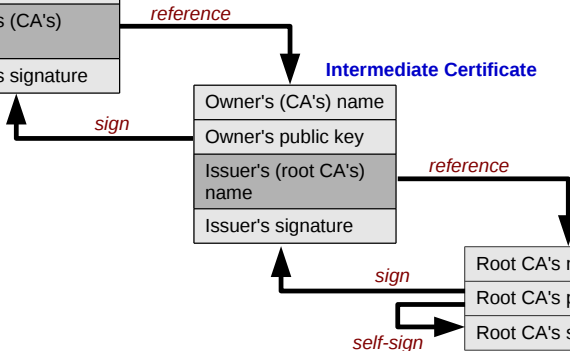 (CA's)
reference
signature
Intermediate Certificate
Owner's (CA's) name
sign
Owner's public key
Issuer's (root CA's)
name
reference
Issuer's signature
Root CA's
sign
Root CA's
Root CA's
self-sign